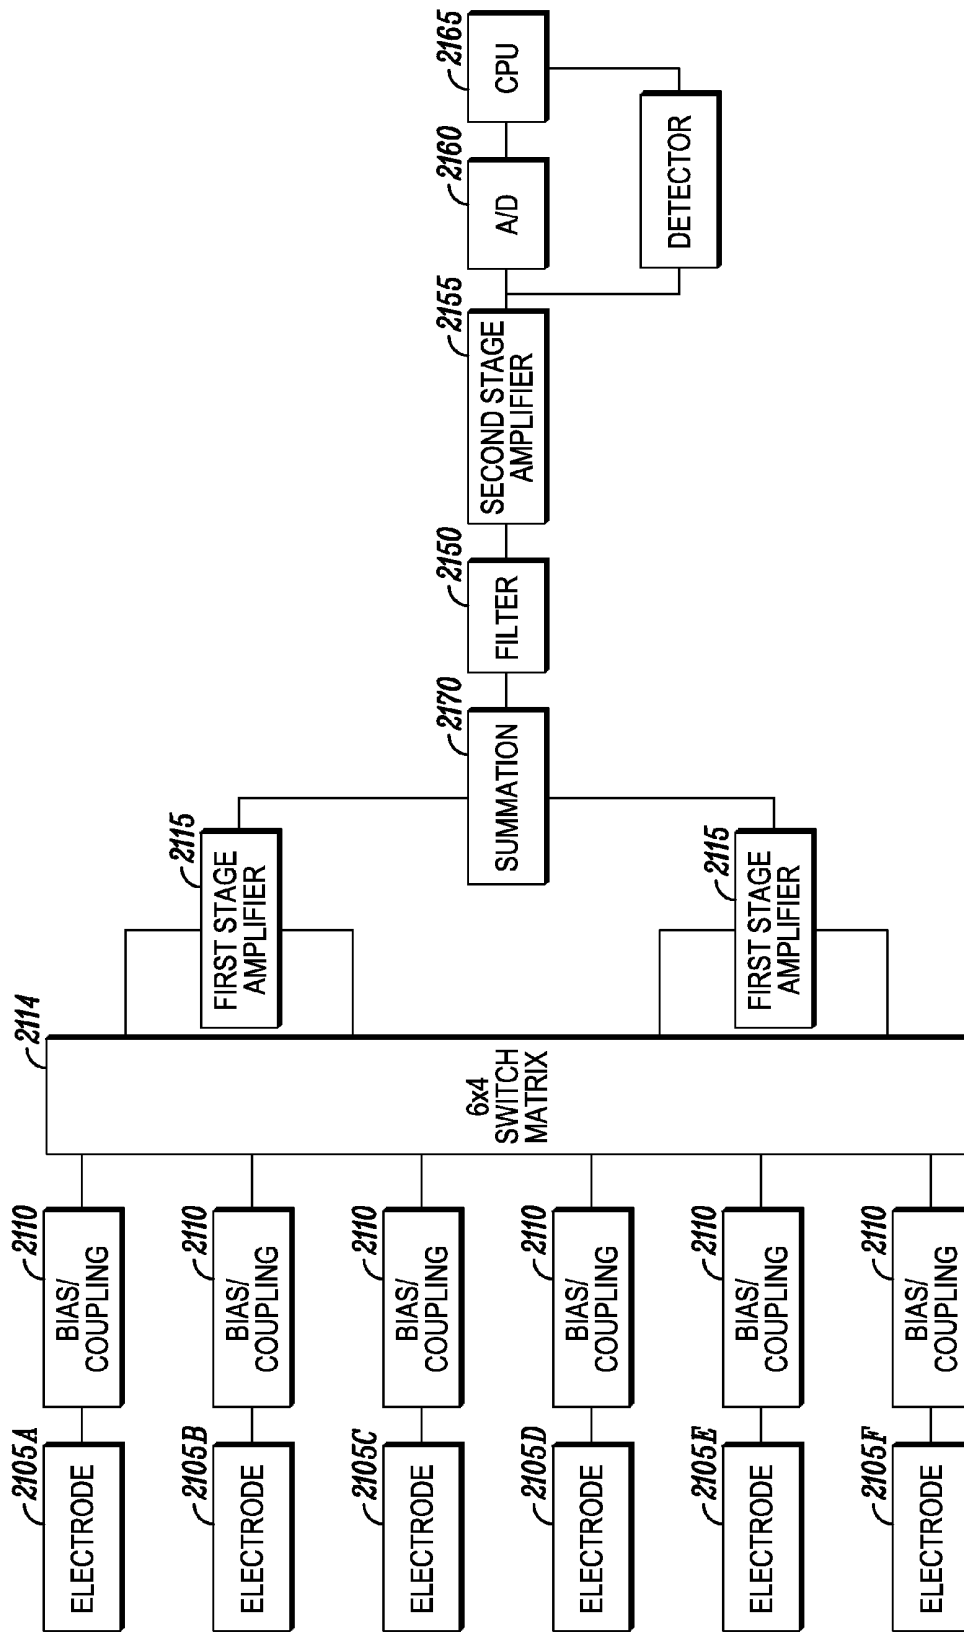 2105A
ELECTRODE
2110
BIAS/
COUPLING
2105B
ELECTRODE
2110
BIAS/
COUPLING
2105C
ELECTRODE
2110
BIAS/
COUPLING
2105D
ELECTRODE
2110
BIAS/
COUPLING
2105E
ELECTRODE
2110
BIAS/
COUPLING
2105F
ELECTRODE
2110
BIAS/
COUPLING
2114
6x4
SWITCH
MATRIX
2115
FIRST STAGE
AMPLIFIER
2115
FIRST STAGE
AMPLIFIER
2170
SUMMATION
2150
FILTER
2155
SECOND STAGE
AMPLIFIER
2160
A/D
2165
CPU
DETECTOR